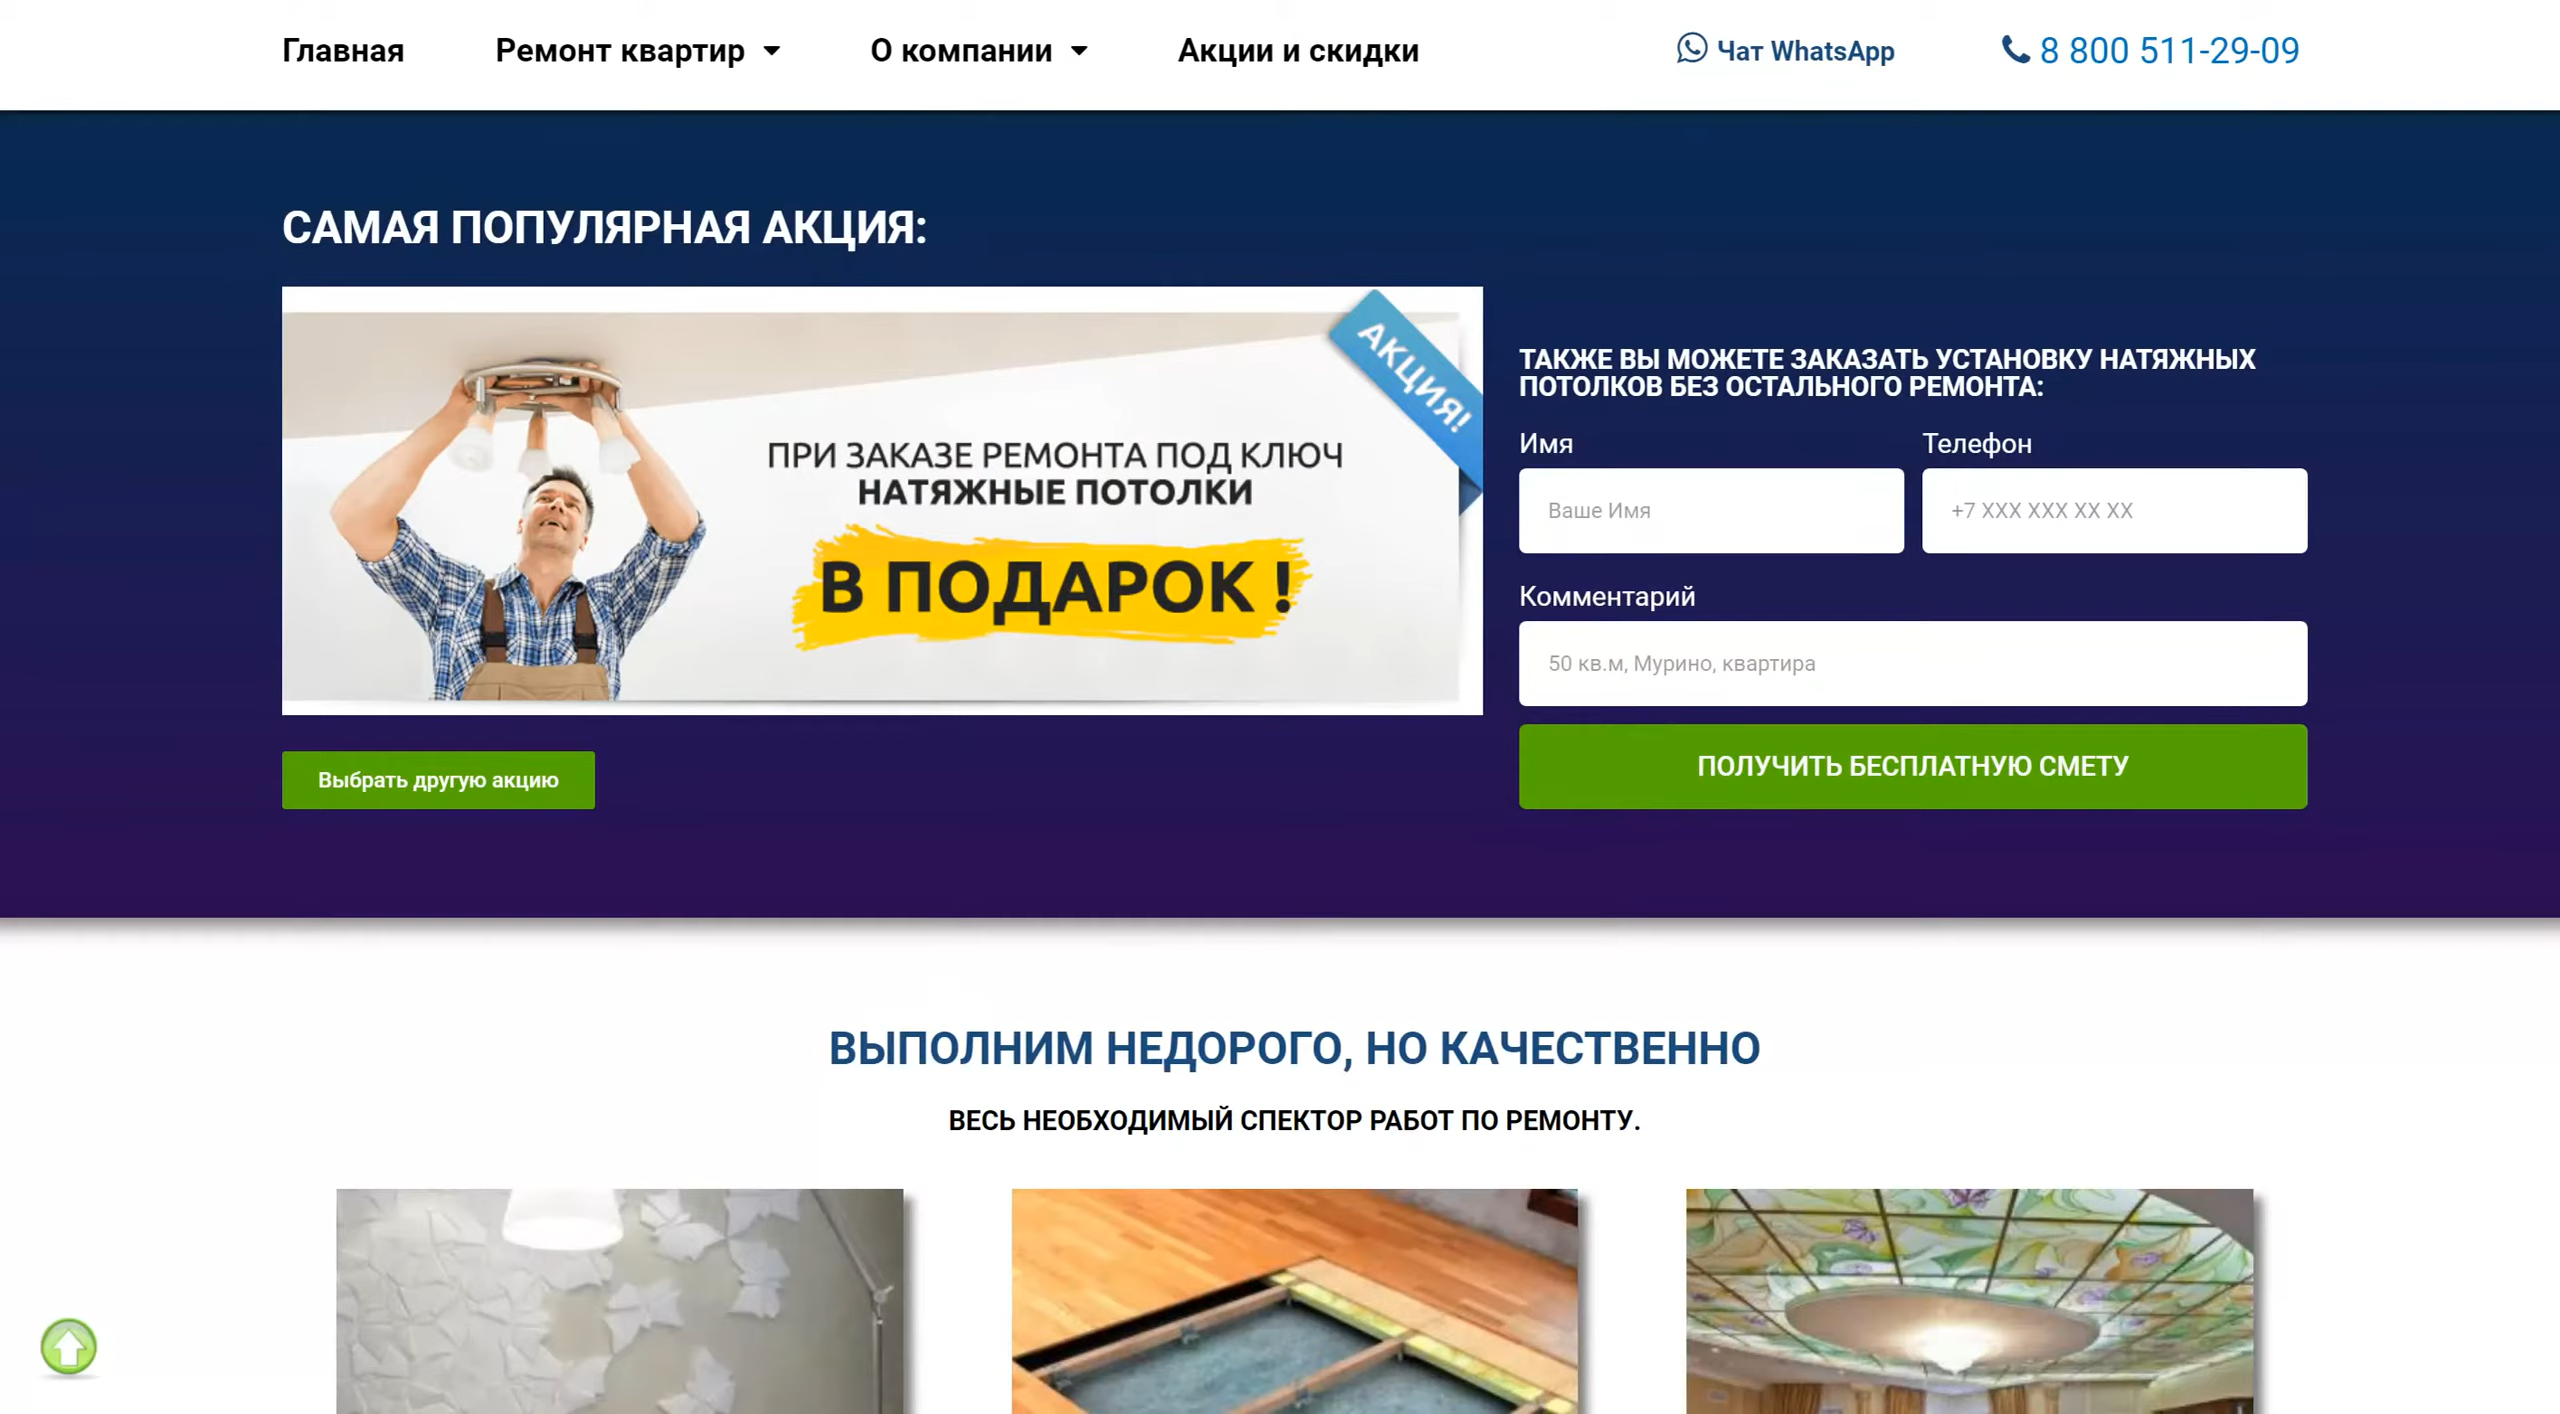 Главная
Ремонт квартир
О компании
Акции и скидки
Чат WhatsApp
8 800 511-29-09
САМАЯ ПОПУЛЯРНАЯ АКЦИЯ:
АКЦИЯ!
ПРИ ЗАКАЗЕ РЕМОНТА ПОД КЛЮЧ
НАТЯЖНЫЕ ПОТОЛКИ
В ПОДАРОК !
Выбрать другую акцию
ТАКЖЕ ВЫ МОЖЕТЕ ЗАКАЗАТЬ УСТАНОВКУ НАТЯЖНЫХ
ПОТОЛКОВ БЕЗ ОСТАЛЬНОГО РЕМОНТА:
Имя
Телефон
Ваше Имя
+7 XXX XXX XX XX
Комментарий
50 кв.м, Мурино, квартира
ПОЛУЧИТЬ БЕСПЛАТНУЮ СМЕТУ
ВЫПОЛНИМ НЕДОРОГО, НО КАЧЕСТВЕННО
ВЕСЬ НЕОБХОДИМЫЙ СПЕКТОР РАБОТ ПО РЕМОНТУ.